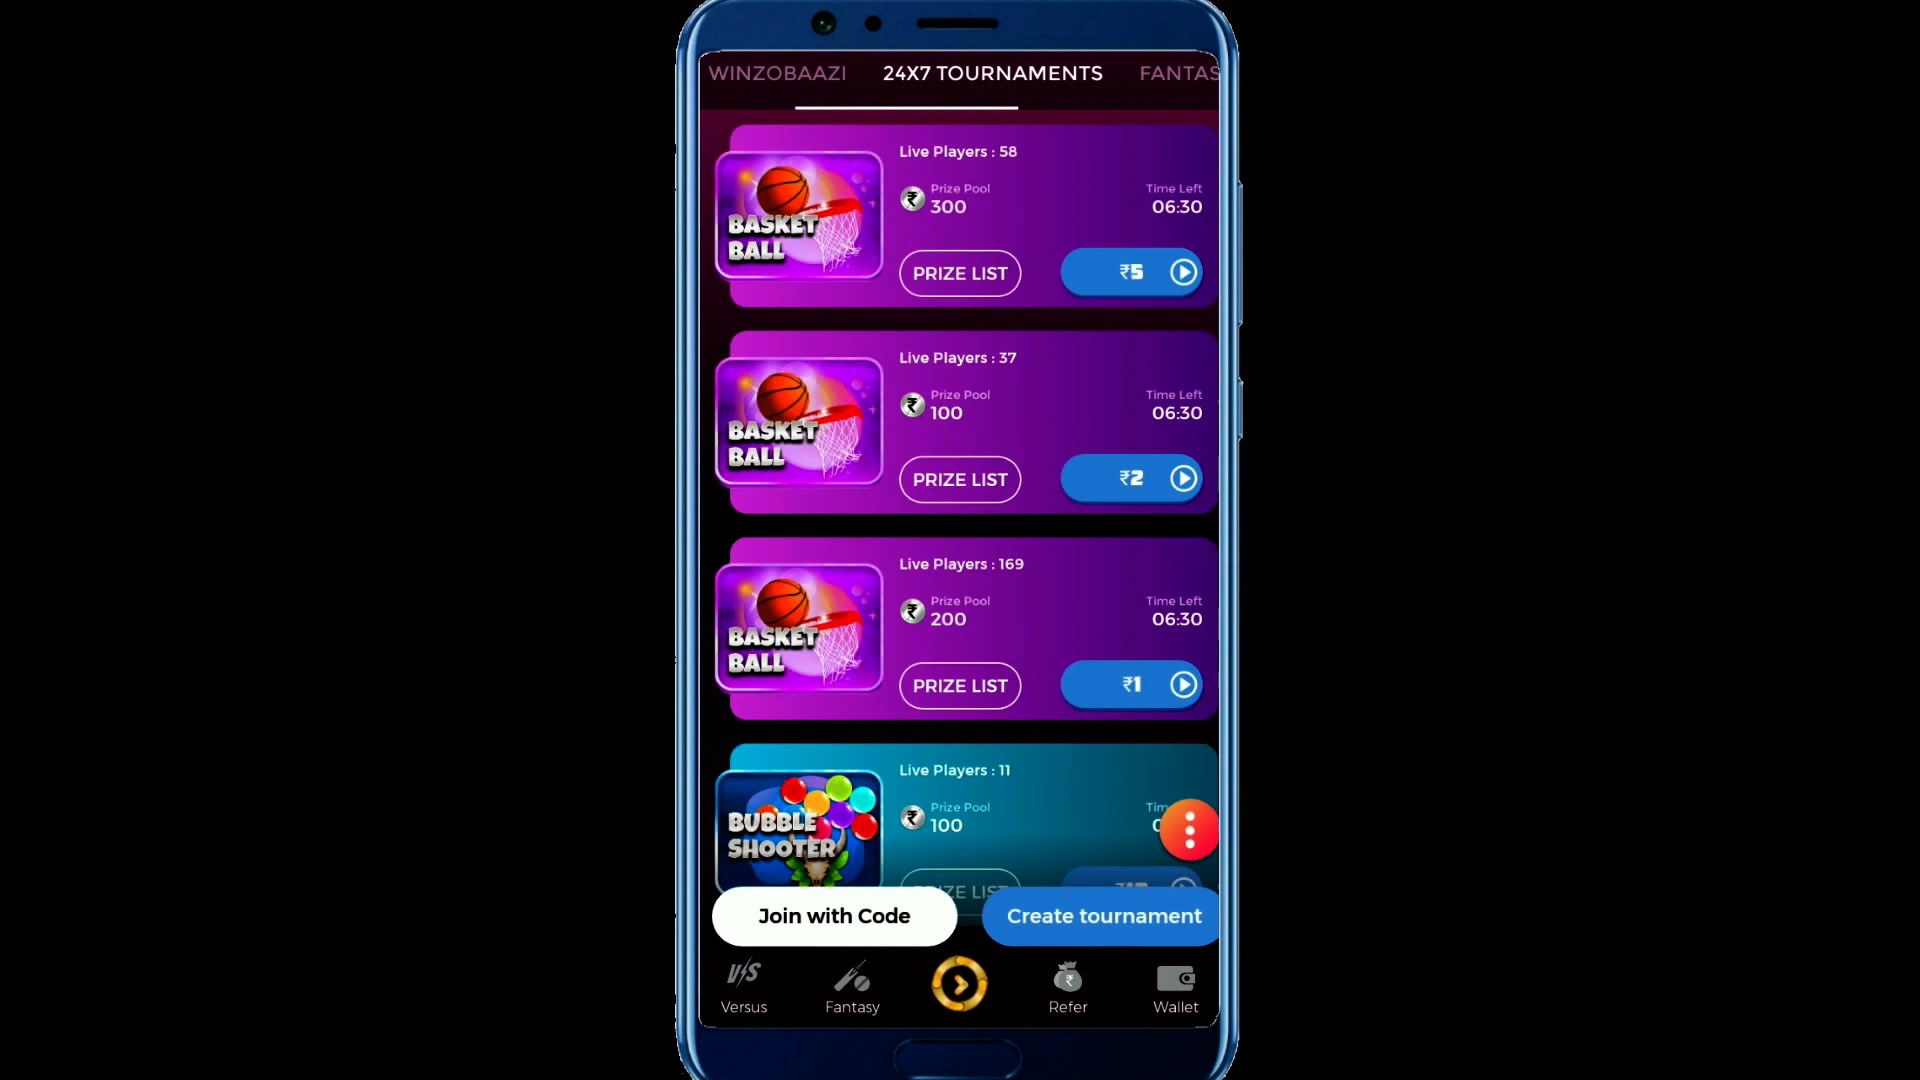 WINZOBAAZI 24X7 TOURNAMENTS FANTAS
Live Players : 58
Prize Pool
₹ 300
Time Left
06:30
BASKET
BALL
PRIZE LIST
₹5
Live Players : 37
Prize Pool
₹ 100
Time Left
06:30
BASKET
BALL
PRIZE LIST
₹2
Live Players : 169
Prize Pool
₹ 200
Time Left
06:30
BASKET
BALL
PRIZE LIST
₹1
Live Players : 11
Prize Pool
₹ 100
BUBBLE
SHOOTER
Join with Code
Create tournament
V/S
Versus
Fantasy
₹
Refer
Wallet